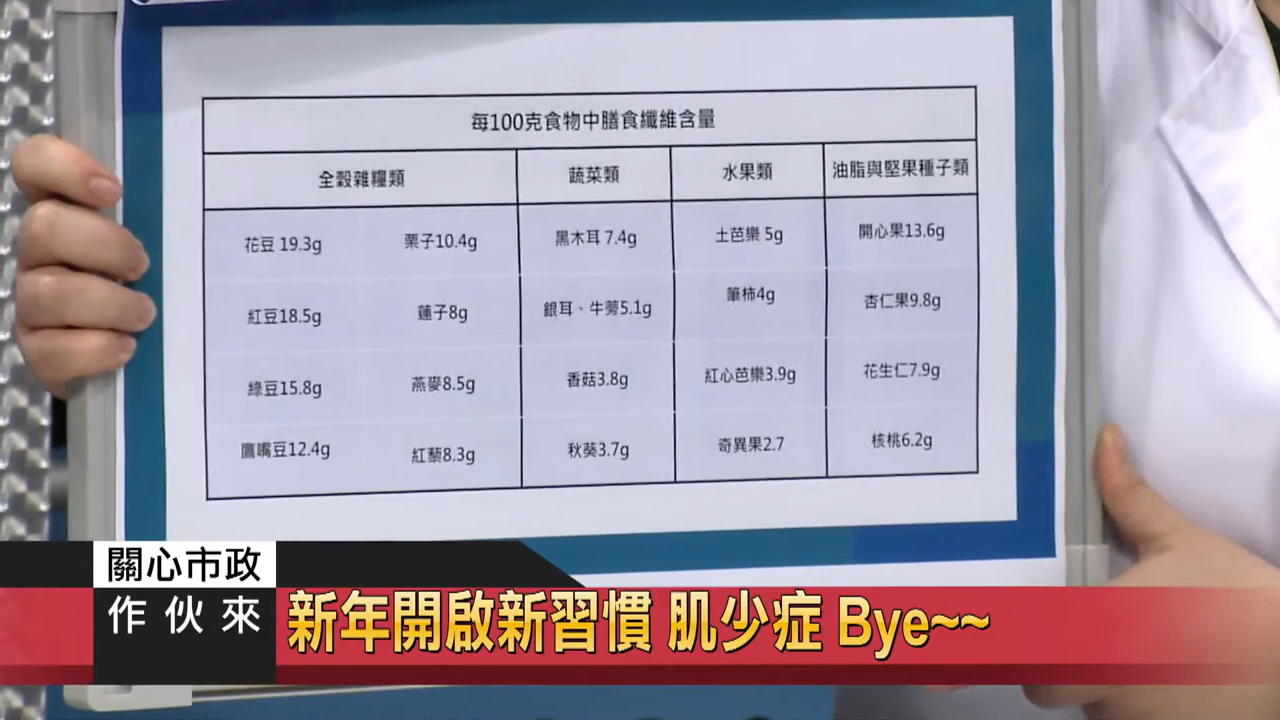 每100克食物中膳食纖維含量
全穀雜糧類 蔬菜類 水果類 油脂與堅果種子類
花豆 19.3g 栗子10.4g 黑木耳 7.4g 土芭樂 5g 開心果13.6g
紅豆18.5g 蓮子8g 銀耳、牛蒡5.1g 筆柿4g 杏仁果9.8g
綠豆15.8g 燕麥8.5g 香菇3.8g 紅心芭樂3.9g 花生仁7.9g
鷹嘴豆12.4g 紅藜8.3g 秋葵3.7g 奇異果2.7 核桃6.2g
關心市政
作伙來
新年開啟新習慣 肌少症 Bye~~